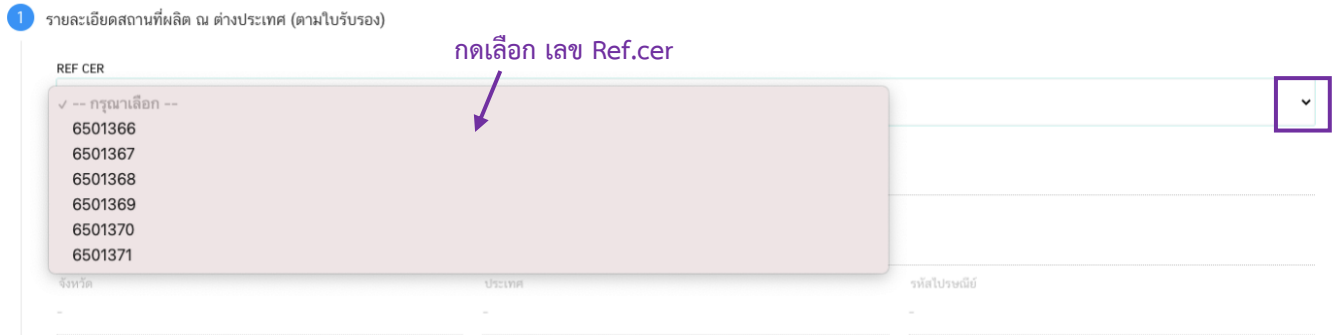 1 รายละเอียดสถานที่ผลิต ณ ต่างประเทศ (ตามใบรับรอง)
กดเลือก เลข Ref.cer
REF CER
✓ -- กรุณาเลือก --
6501366
6501367
6501368
6501369
6501370
6501371
จังหวัด ประเทศ รหัสไปรษณีย์
- - -